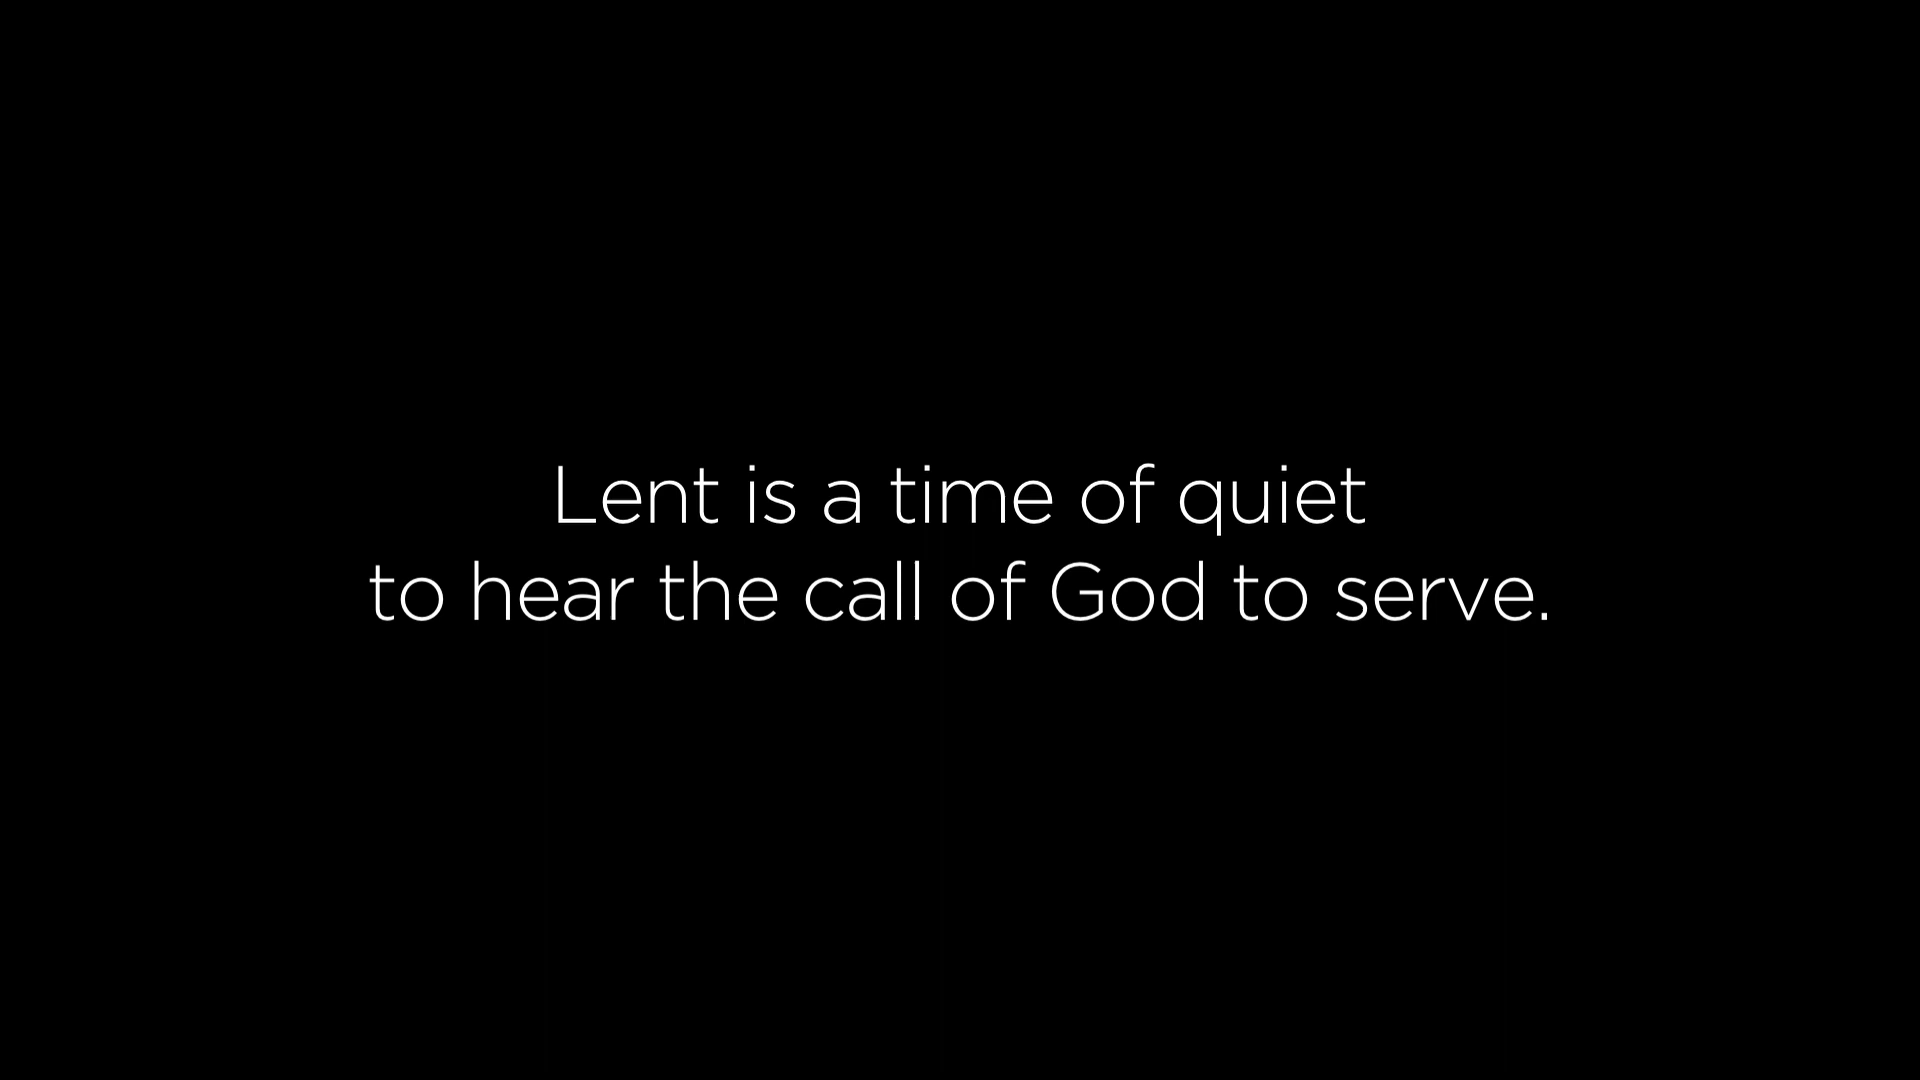 Lent is a time of quiet
to hear the call of God to serve.